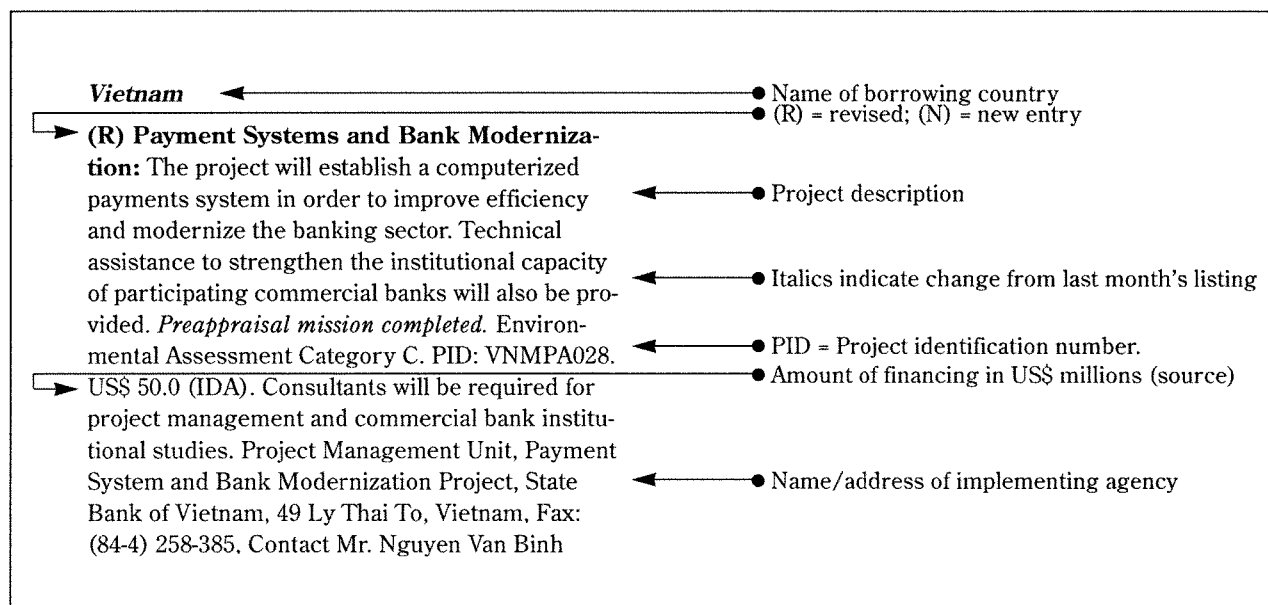 Vietnam
Name of borrowing country
(R) = revised; (N) = new entry
(R) Payment Systems and Bank Moderniza-
tion: The project will establish a computerized
payments system in order to improve efficiency
Project description
and modernize the banking sector. Technical
assistance to strengthen the institutional capacity
Italics indicate change from last month's listing
of participating commercial banks will also be pro-
vided. Preappraisal mission completed. Environ-
mental Assessment Category C. PID: VNMPA028.
PID = Project identification number.
Amount of financing in US$ millions (source)
US$ 50.0 (IDA). Consultants will be required for
project management and commercial bank institu-
tional studies. Project Management Unit, Payment
System and Bank Modernization Project, State
Name/address of implementing agency
Bank of Vietnam, 49 Ly Thai To, Vietnam, Fax:
(84-4) 258-385, Contact Mr. Nguyen Van Binh